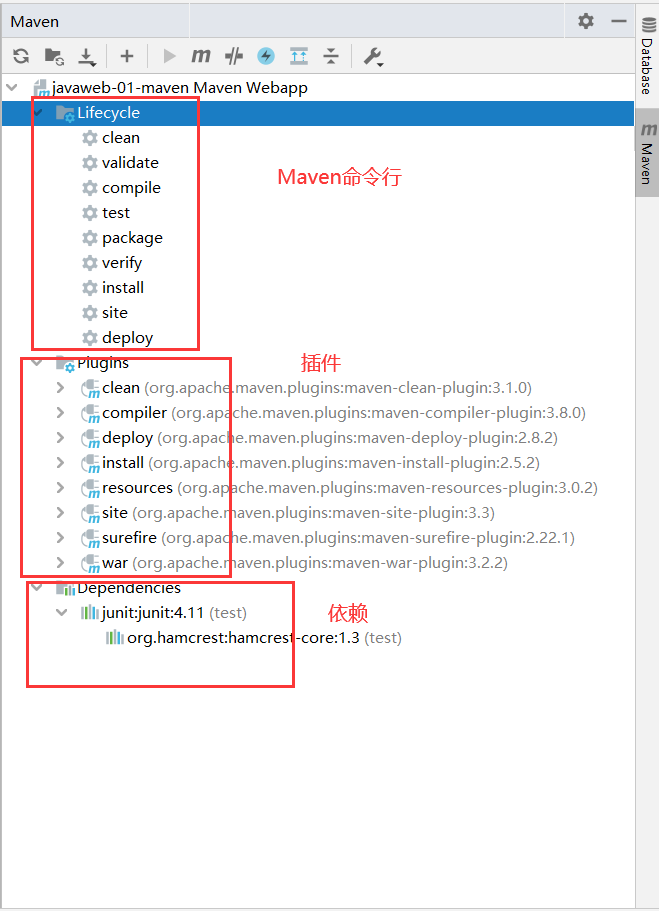 Maven
javaweb-01-maven Maven Webapp
Lifecycle
clean
validate
compile
test
package
verify
install
site
deploy
Maven命令行
Plugins
插件
clean (org.apache.maven.plugins:maven-clean-plugin:3.1.0)
compiler (org.apache.maven.plugins:maven-compiler-plugin:3.8.0)
deploy (org.apache.maven.plugins:maven-deploy-plugin:2.8.2)
install (org.apache.maven.plugins:maven-install-plugin:2.5.2)
resources (org.apache.maven.plugins:maven-resources-plugin:3.0.2)
site (org.apache.maven.plugins:maven-site-plugin:3.3)
surefire (org.apache.maven.plugins:maven-surefire-plugin:2.22.1)
war (org.apache.maven.plugins:maven-war-plugin:3.2.2)
Dependencies
junit:junit:4.11 (test)
依赖
org.hamcrest:hamcrest-core:1.3 (test)
Database
Maven